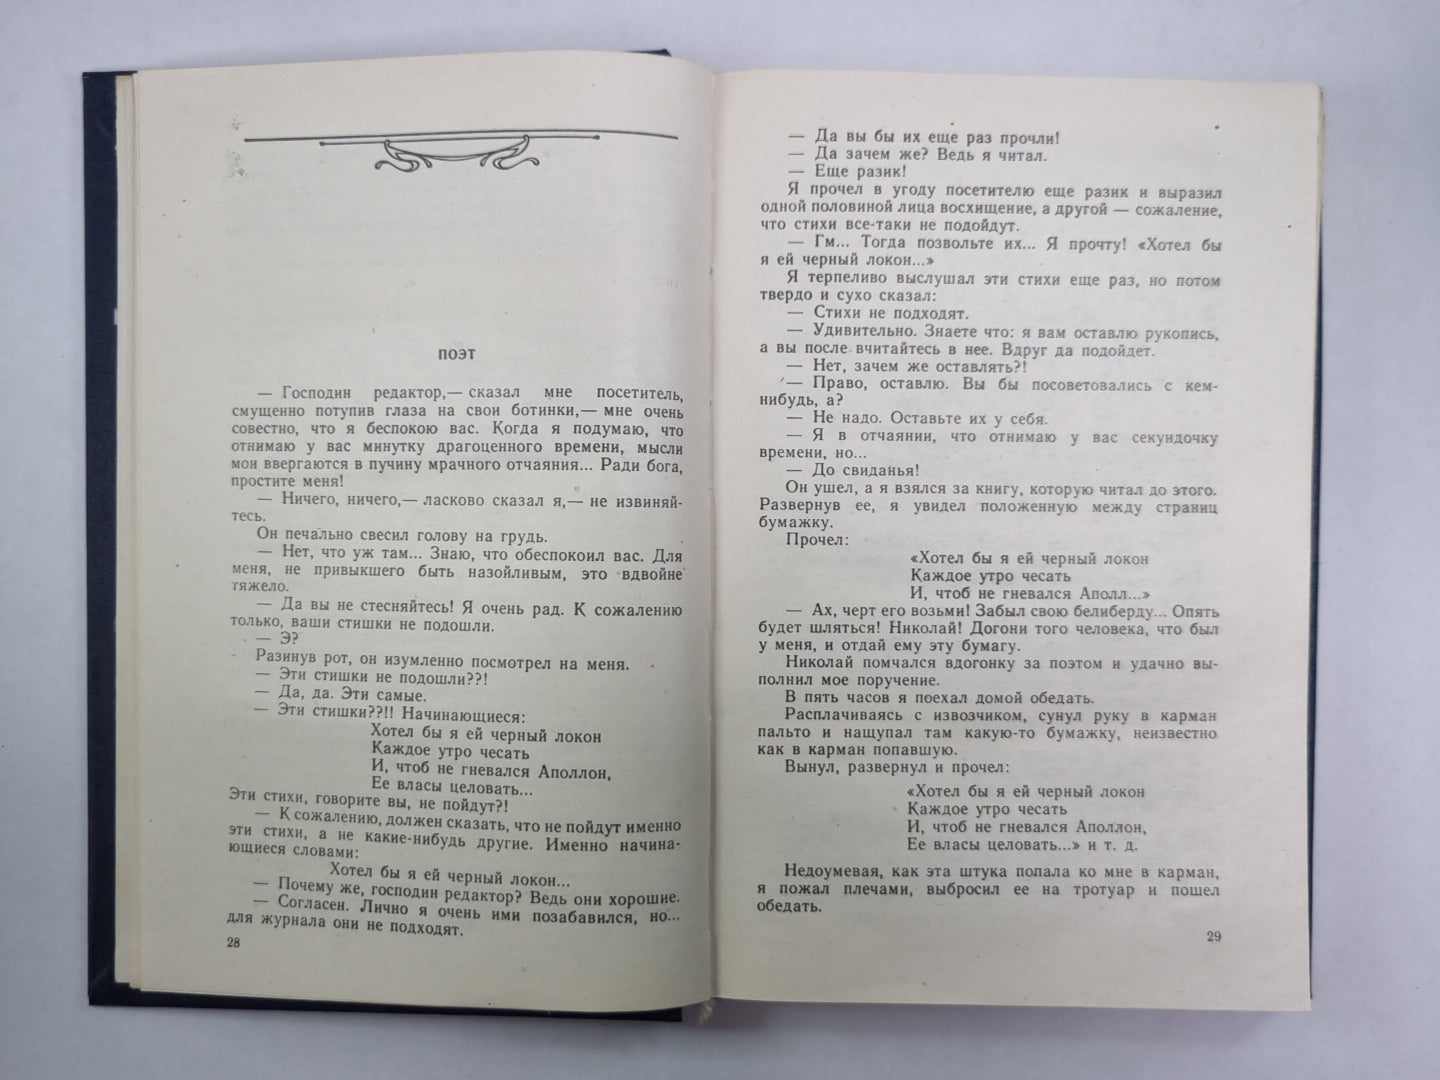 ПОЭТ
— Господин редактор,— сказал мне посетитель,
смущенно потупив глаза на свои ботинки,— мне очень
совестно, что я беспокою вас. Когда я подумаю, что
отнимаю у вас минутку драгоценного времени, мысли
мои ввергаются в пучину мрачного отчаяния... Ради бога,
простите меня!
— Ничего, ничего,— ласково сказал я,— не извиняй-
тесь.
Он печально свесил голову на грудь.
— Нет, что уж там... Знаю, что обеспокоил вас. Для
меня, не привыкшего быть назойливым, это вдвойне
тяжело.
— Да вы не стесняйтесь! Я очень рад. К сожалению
только, ваши стишки не подошли.
— Э?
Разинув рот, он изумленно посмотрел на меня.
— Эти стишки не подошли??!
— Да, да. Эти самые.
— Эти стишки??!! Начинающиеся:
Хотел бы я ей черный локон
Каждое утро чесать
И, чтоб не гневался Аполлон,
Ее власы целовать...
Эти стихи, говорите вы, не пойдут?!
— К сожалению, должен сказать, что не пойдут именно
эти стихи, а не какие-нибудь другие. Именно начина-
ющиеся словами:
Хотел бы я ей черный локон...
— Почему же, господин редактор? Ведь они хорошие.
— Согласен. Лично я очень ими позабавился, но...
для журнала они не подходят.
28
— Да вы бы их еще раз прочли!
— Да зачем же? Ведь я читал.
— Еще разик!
Я прочел в угоду посетителю еще разик и выразил
одной половиной лица восхищение, а другой — сожаление,
что стихи все-таки не подойдут.
— Гм... Тогда позвольте их... Я прочту! «Хотел бы
я ей черный локон...»
Я терпеливо выслушал эти стихи еще раз, но потом
твердо и сухо сказал:
— Стихи не подходят.
— Удивительно. Знаете что: я вам оставлю рукопись,
а вы после вчитайтесь в нее. Вдруг да подойдет.
— Нет, зачем же оставлять?!
— Право, оставлю. Вы бы посоветовались с кем-
нибудь, а?
— Не надо. Оставьте их у себя.
— Я в отчаянии, что отнимаю у вас секундочку
времени, но...
— До свиданья!
Он ушел, а я взялся за книгу, которую читал до этого.
Развернув ее, я увидел положенную между страниц
бумажку.
Прочел:
«Хотел бы я ей черный локон
Каждое утро чесать
И, чтоб не гневался Аполл...»
— Ах, черт его возьми! Забыл свою белиберду... Опять
будет шляться! Николай! Догони того человека, что был
у меня, и отдай ему эту бумагу.
Николай помчался вдогонку за поэтом и удачно вы-
полнил мое поручение.
В пять часов я поехал домой обедать.
Расплачиваясь с извозчиком, сунул руку в карман
пальто и нащупал там какую-то бумажку, неизвестно
как в карман попавшую.
Вынул, развернул и прочел:
«Хотел бы я ей черный локон
Каждое утро чесать
И, чтоб не гневался Аполлон,
Ее власы целовать...» и т. д.
Недоумевая, как эта штука попала ко мне в карман,
я пожал плечами, выбросил ее на тротуар и пошел
обедать.
29